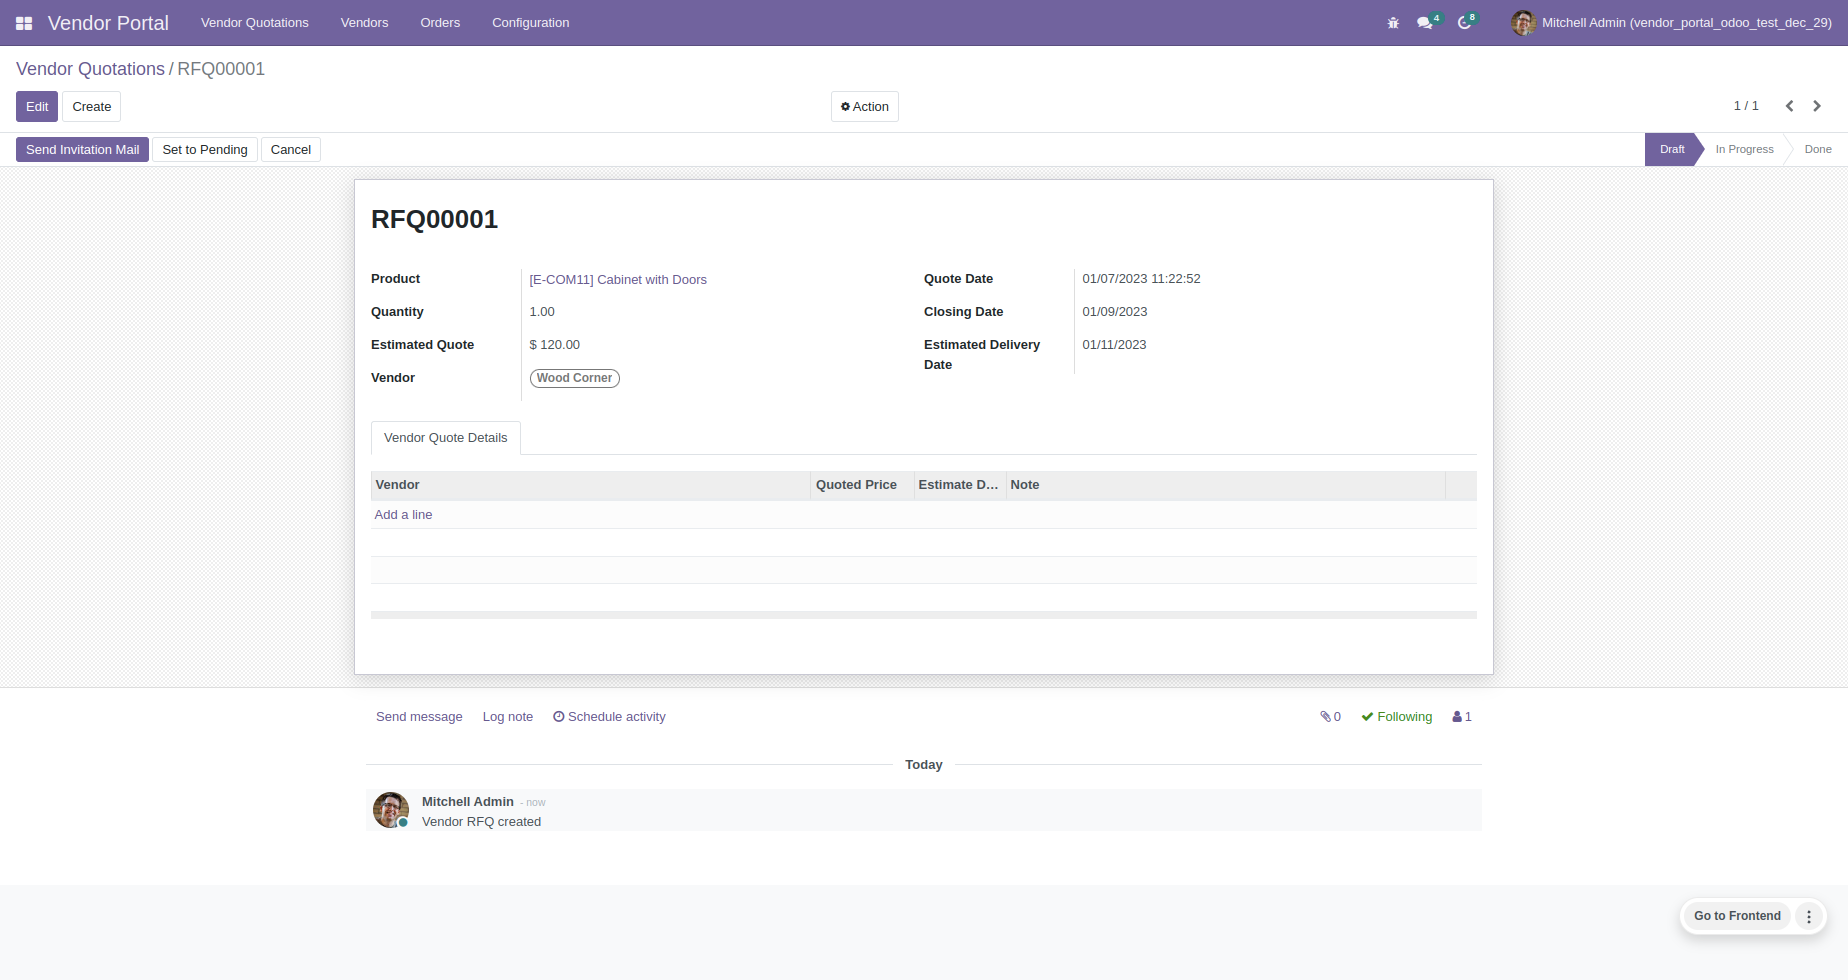 Vendor Portal Vendor Quotations Vendors Orders Configuration 4 8 Mitchell Admin (vendor_portal_odoo_test_dec_29)
Vendor Quotations / RFQ00001
Edit Create Action 1 / 1
Send Invitation Mail Set to Pending Cancel Draft In Progress Done
RFQ00001
Product [E-COM11] Cabinet with Doors Quote Date 01/07/2023 11:22:52
Quantity 1.00 Closing Date 01/09/2023
Estimated Quote $ 120.00 Estimated Delivery 01/11/2023
Date
Vendor Wood Corner
Vendor Quote Details
Vendor Quoted Price Estimate D... Note
Add a line
Send message Log note Schedule activity 0 Following 1
Today
Mitchell Admin - now
Vendor RFQ created
Go to Frontend